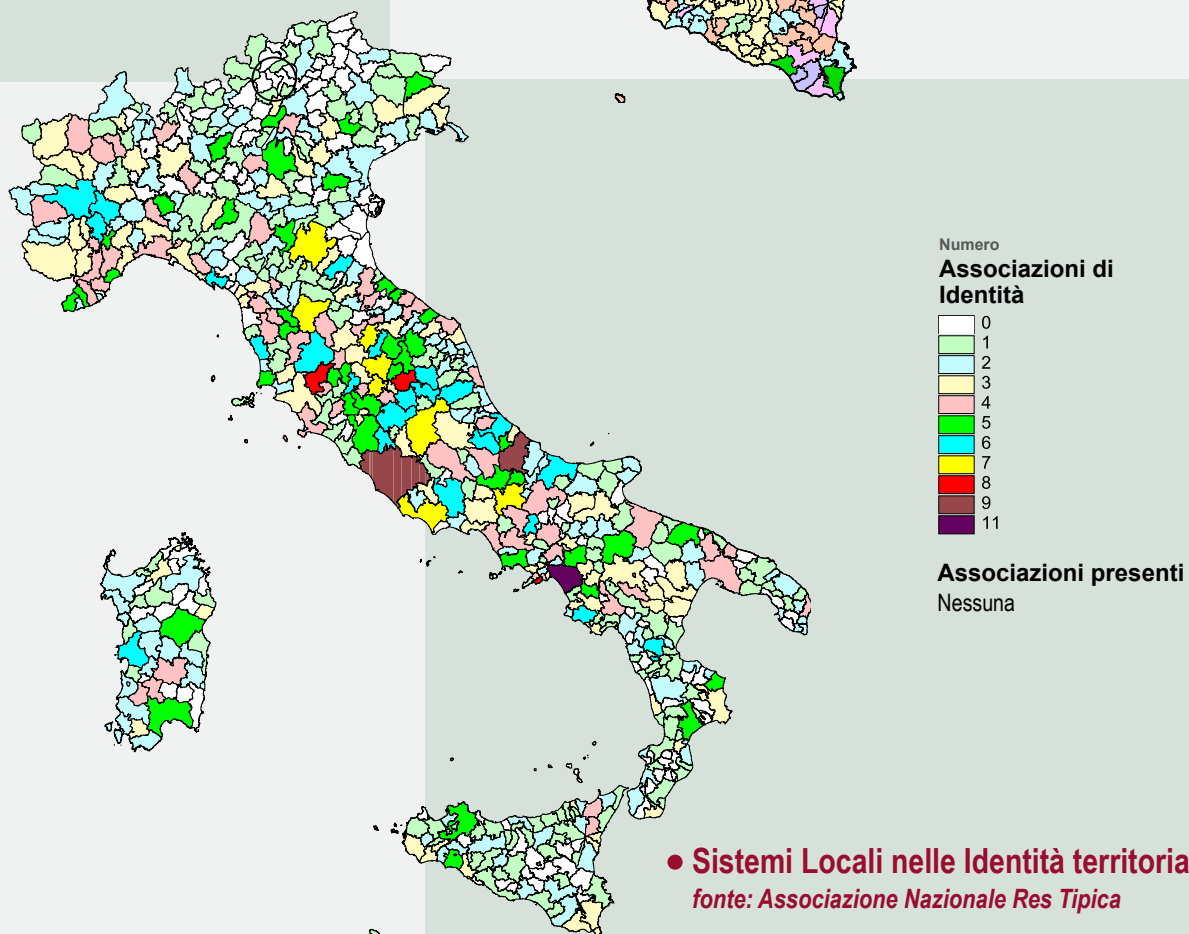 Numero
Associazioni di
Identità
0
1
2
3
4
5
6
7
8
9
11
Associazioni presenti
Nessuna
• Sistemi Locali nelle Identità territoria
fonte: Associazione Nazionale Res Tipica